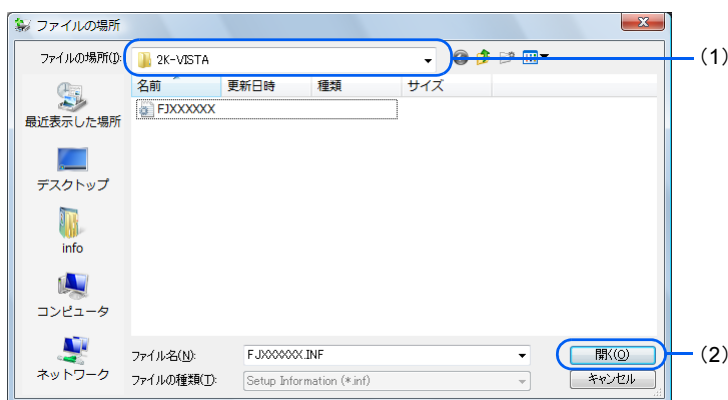 ファイルの場所
ファイルの場所(I):
2K-VISTA
(1)
名前 更新日時 種類 サイズ
FJXXXXXX
最近表示した場所
デスクトップ
info
コンピュータ
ネットワーク
ファイル名(N):
FJXXXXXX.INF
開く(O)
(2)
ファイルの種類(T):
Setup Information (*.inf)
キャンセル